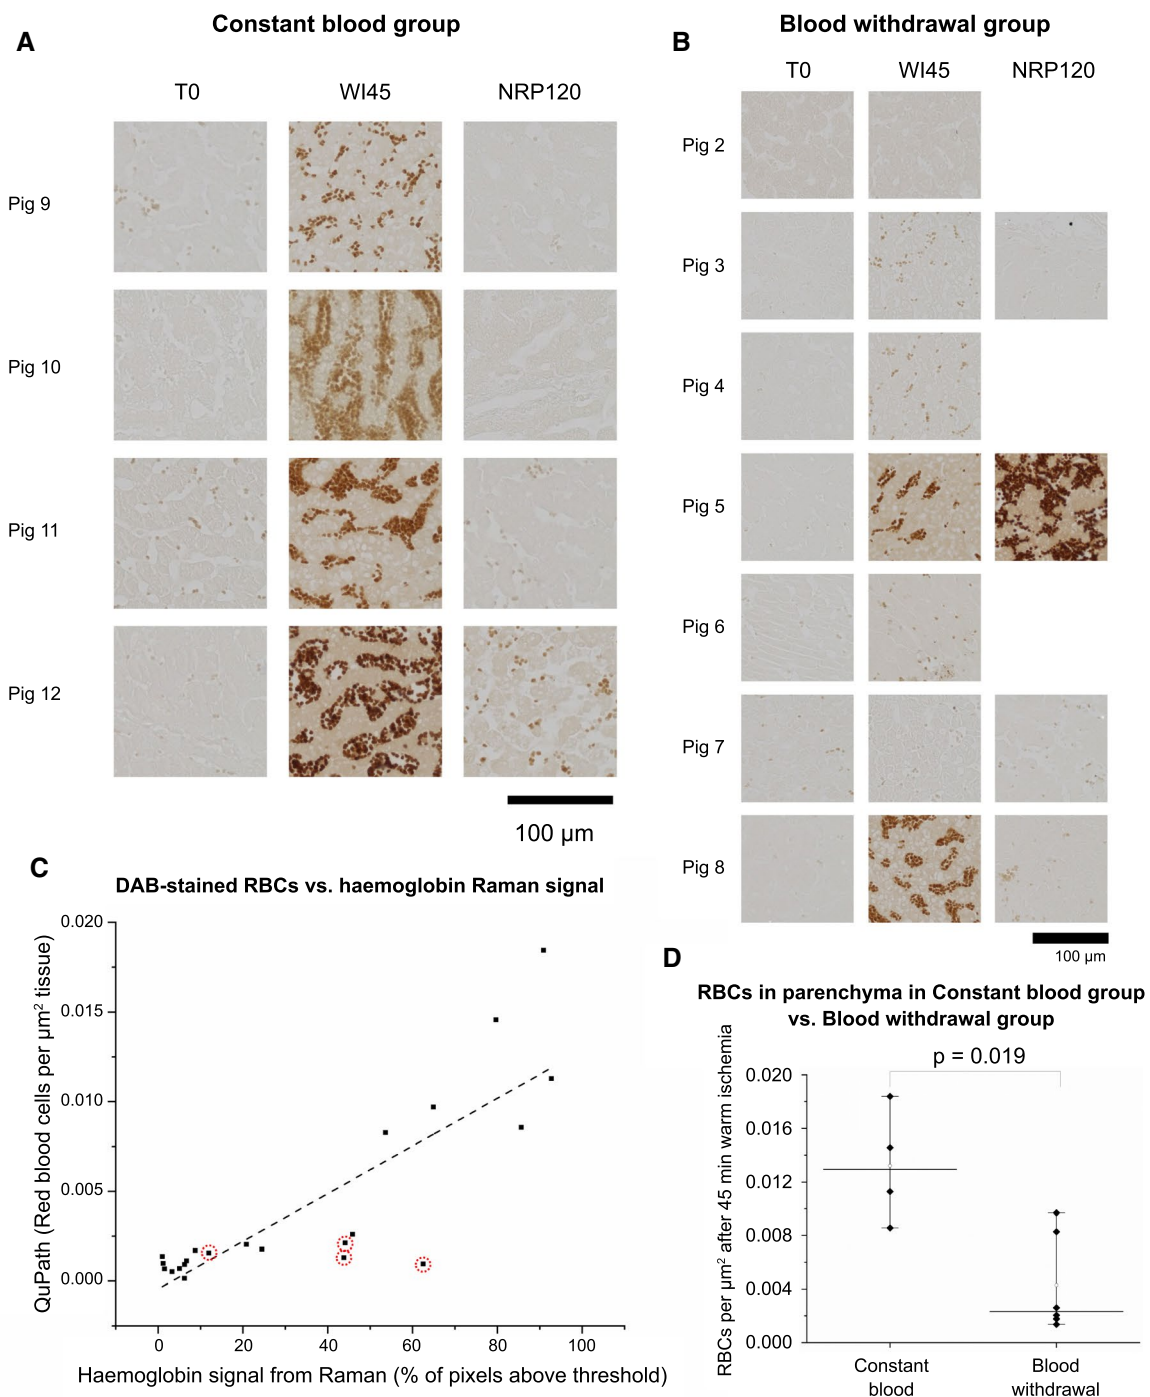 Constant blood group
A
T0 WI45 NRP120
Pig 9
Pig 10
Pig 11
Pig 12
100 µm
Blood withdrawal group
B
T0 WI45 NRP120
Pig 2
Pig 3
Pig 4
Pig 5
Pig 6
Pig 7
Pig 8
100 µm
C
DAB-stained RBCs vs. haemoglobin Raman signal
QuPath (Red blood cells per µm² tissue)
0.020
0.015
0.010
0.005
0.000
0 20 40 60 80 100
Haemoglobin signal from Raman (% of pixels above threshold)
D
RBCs in parenchyma in Constant blood group
vs. Blood withdrawal group
p = 0.019
RBCs per µm² after 45 min warm ischemia
0.020
0.016
0.012
0.008
0.004
0.000
Constant
blood
Blood
withdrawal